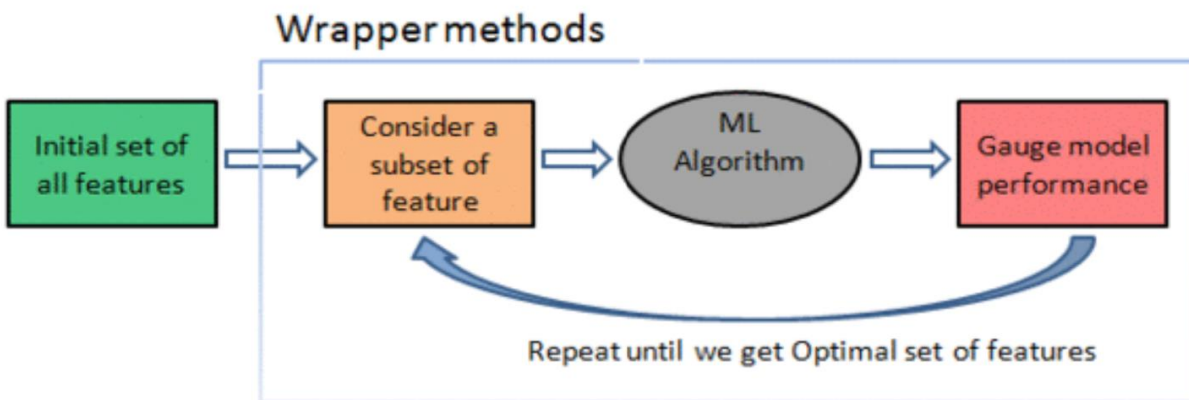 Wrapper methods
Initial set of
all features
Consider a
subset of
feature
ML
Algorithm
Gauge model
performance
Repeat until we get Optimal set of features